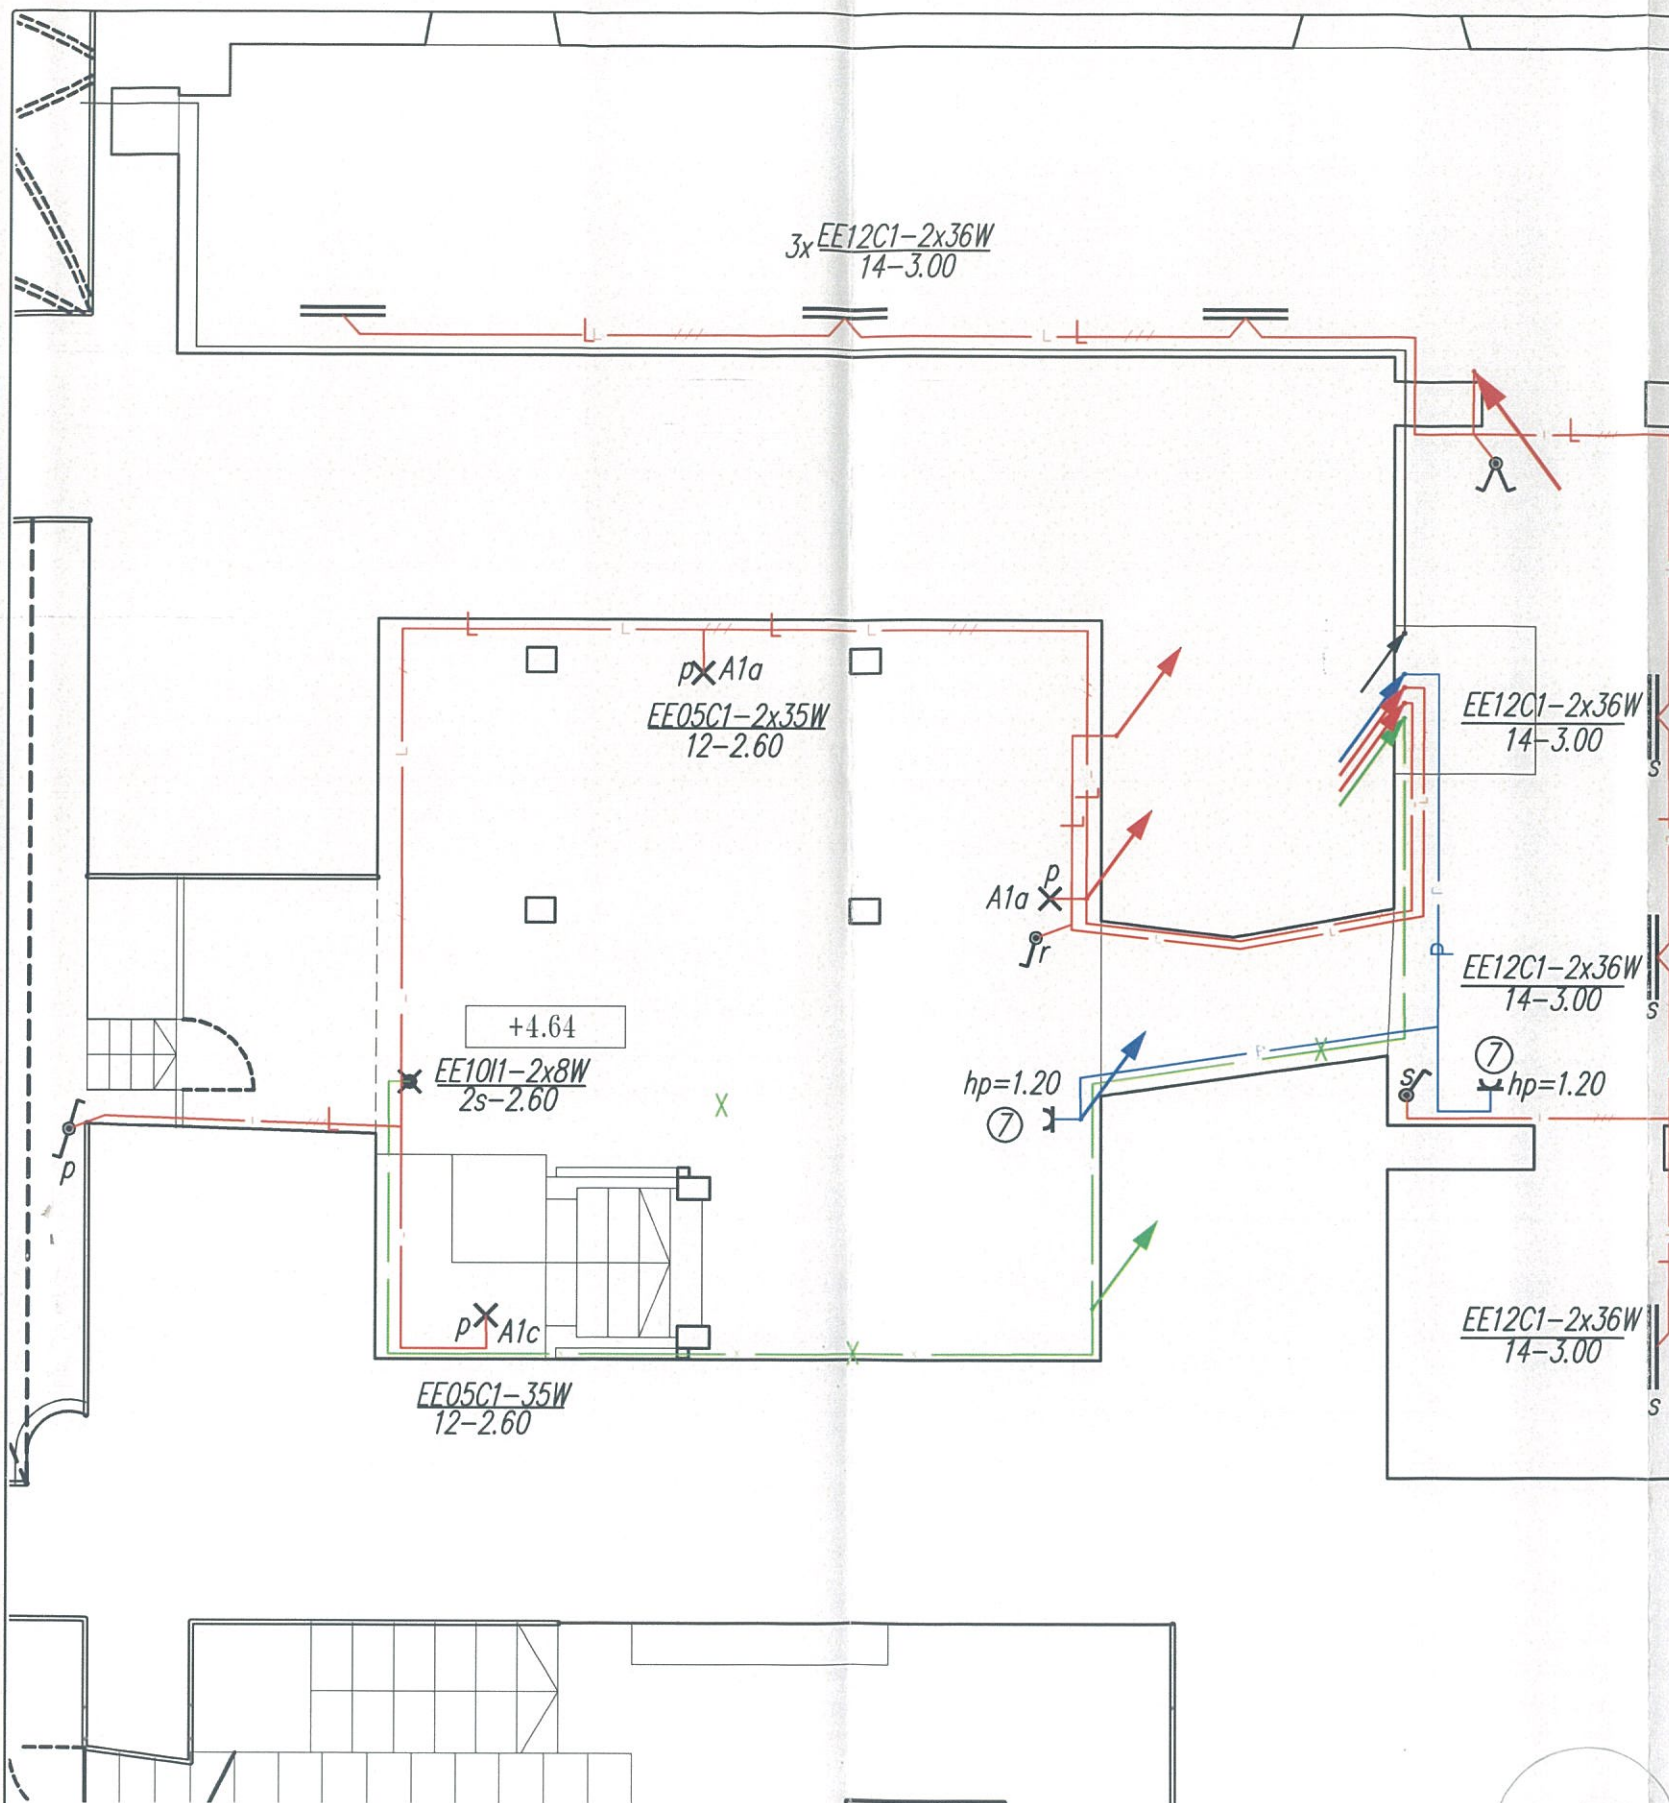 3x EE12C1-2x36W
14-3.00
L L
L
L L
p A1a
EE05C1-2x35W
12-2.60
EE12C1-2x36W
14-3.00
s
L
L
p
A1a
r
P
EE12C1-2x36W
14-3.00
s
+4.64
EE10I1-2x8W
2s-2.60
X
X
hp=1.20
7
s
7
hp=1.20
L
p
p A1c
X
EE12C1-2x36W
14-3.00
s
EE05C1-35W
12-2.60